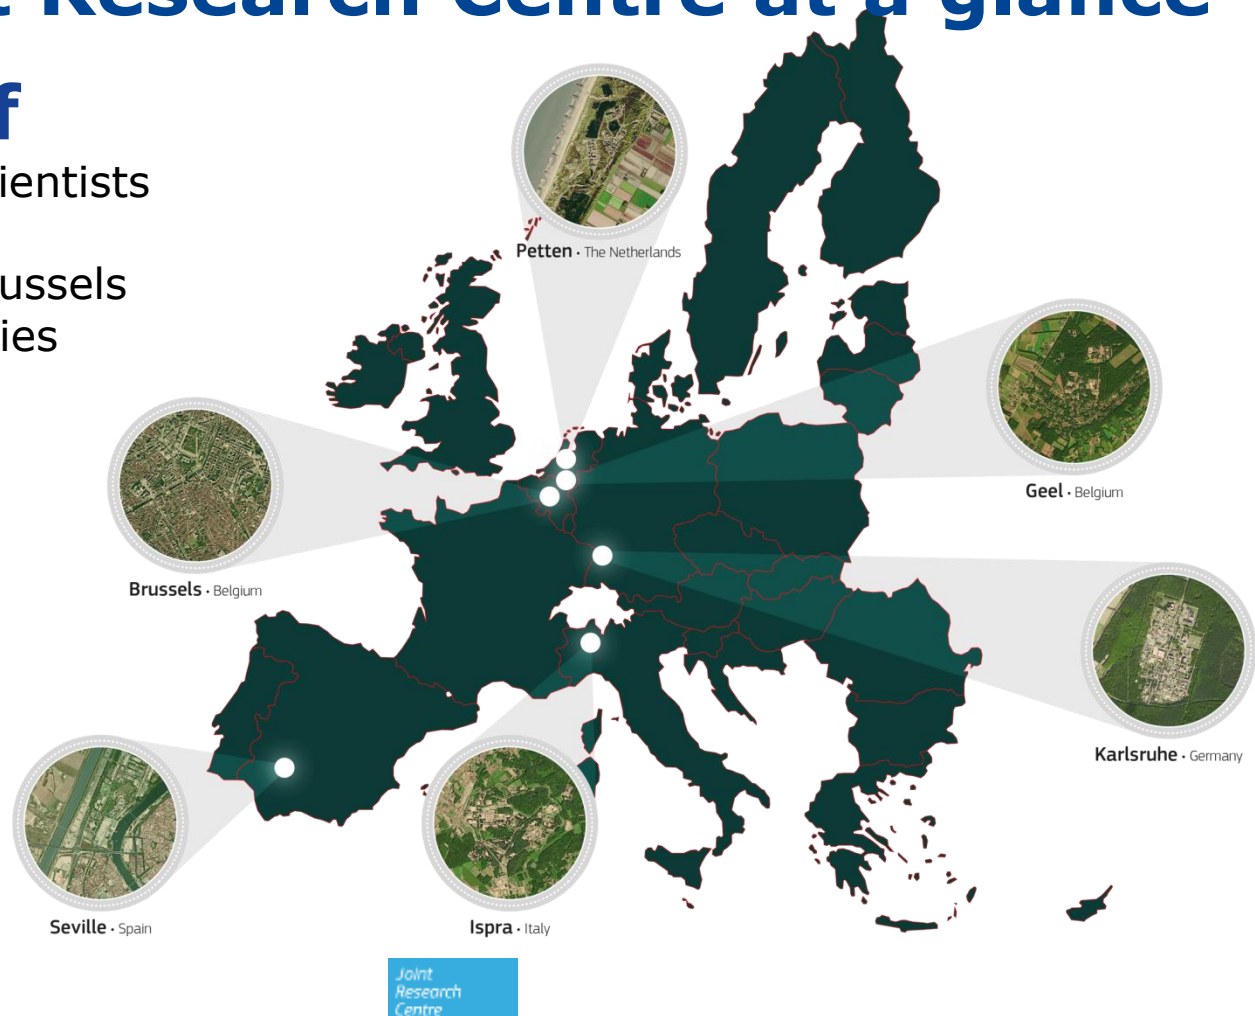 t Research Centre at a glance
f
ientists
ussels
ies
Petten · The Netherlands
Geel · Belgium
Brussels · Belgium
Karlsruhe · Germany
Seville · Spain
Ispra · Italy
Joint
Research
Centre